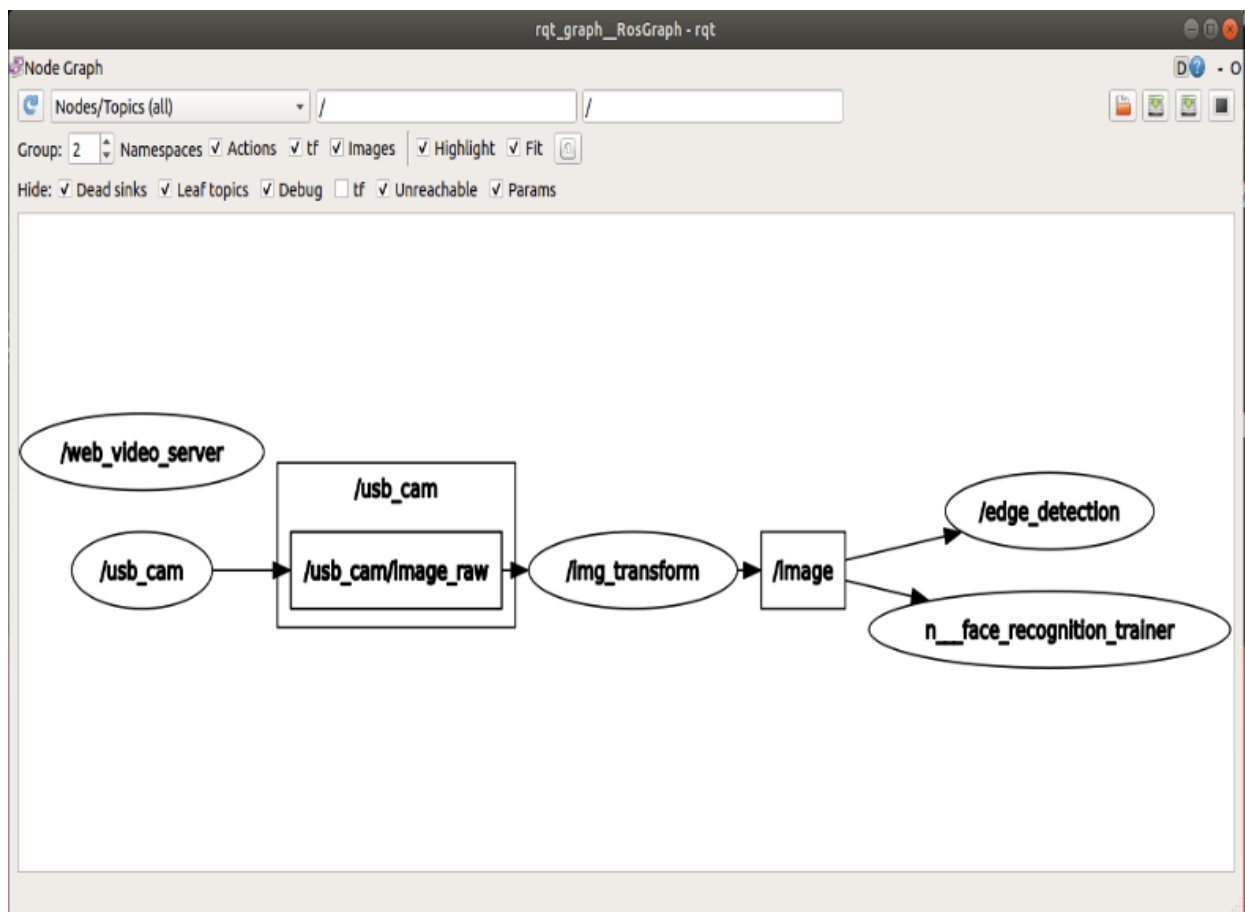 rqt_graph__RosGraph - rqt
Node Graph
D - O
Nodes/Topics (all) / /
Group: 2 Namespaces Actions tf Images Highlight Fit
Hide: Dead sinks Leaf topics Debug tf Unreachable Params
/web_video_server
/usb_cam
/usb_cam
/usb_cam/image_raw
/img_transform
/image
/edge_detection
n__face_recognition_trainer